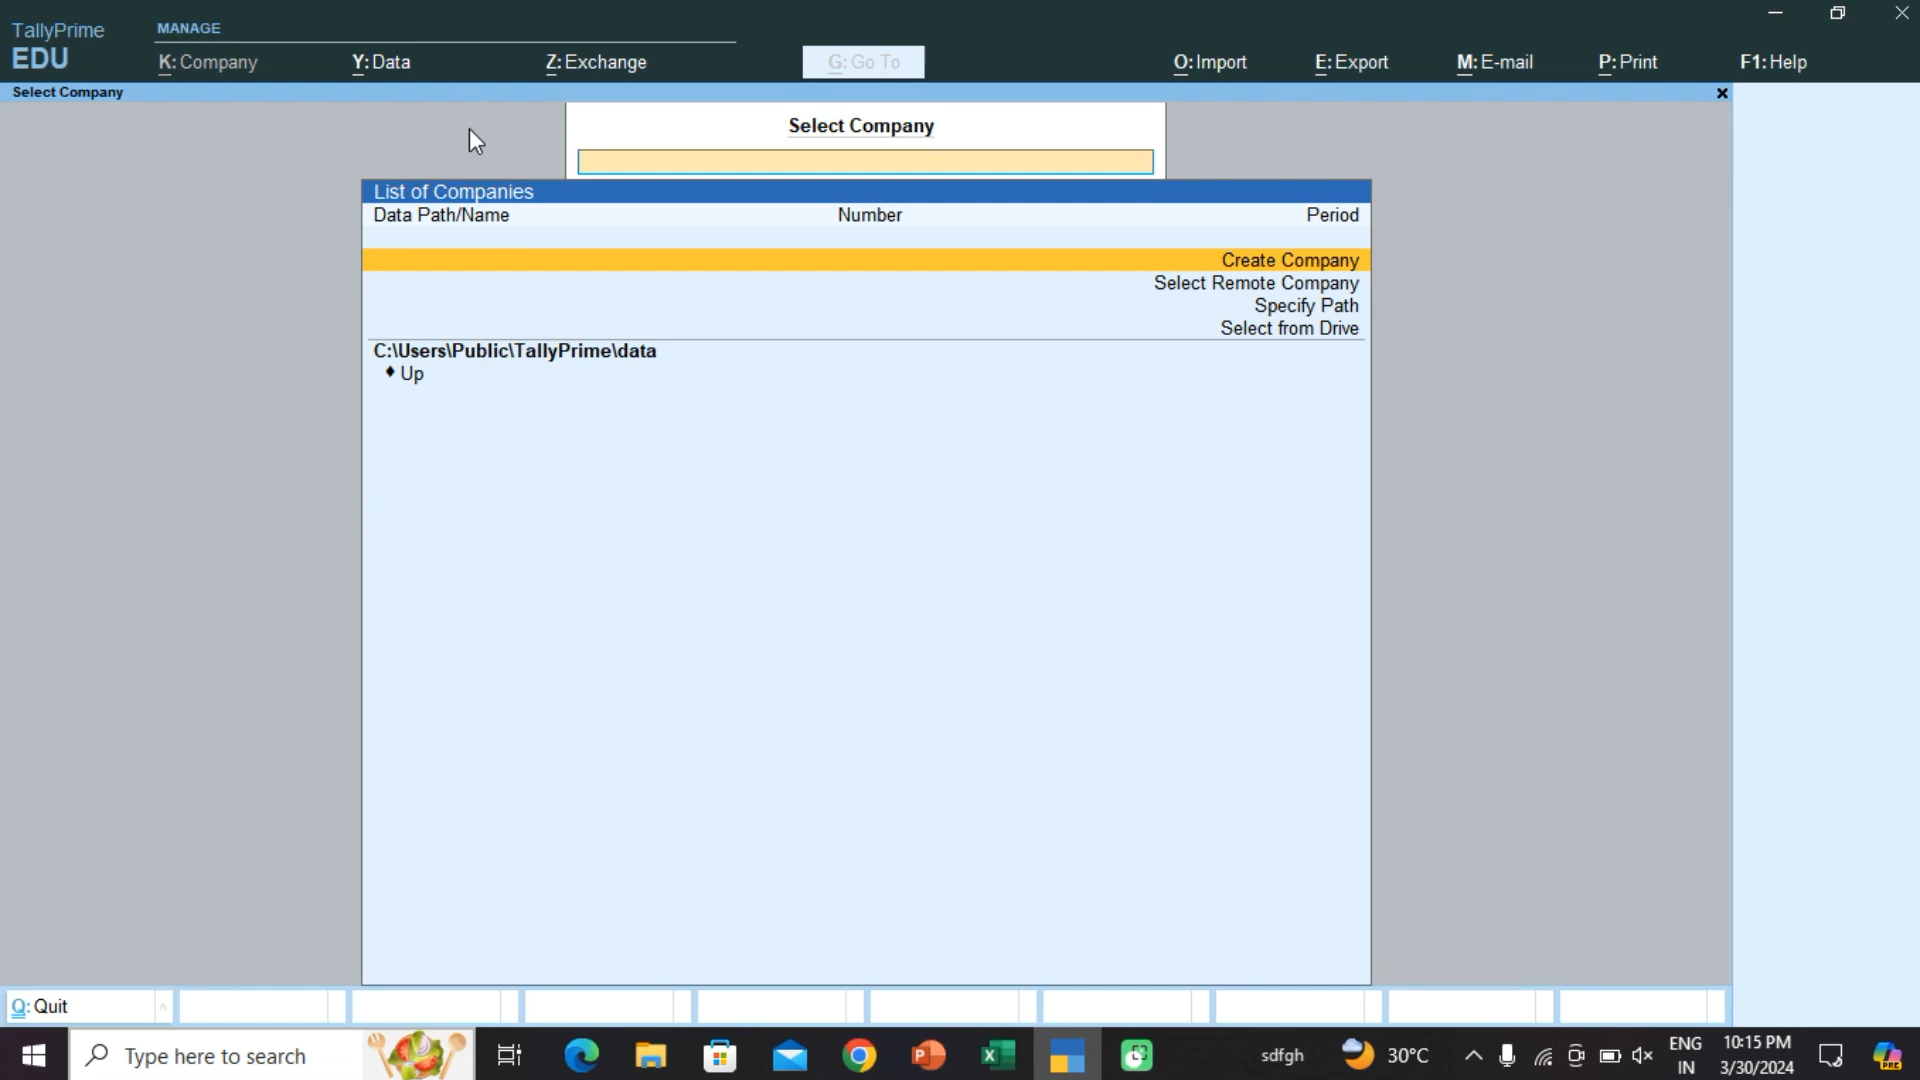 TallyPrime
EDU
MANAGE
K: Company
Y: Data
Z: Exchange
G: Go To
O: Import
E: Export
M: E-mail
P: Print
F1: Help
Select Company
Select Company
List of Companies
Data Path/Name Number Period
Create Company
Select Remote Company
Specify Path
Select from Drive
C:\Users\Public\TallyPrime\data
♦ Up
Q: Quit
Type here to search
sdfgh
30°C
ENG
IN
10:15 PM
3/30/2024
PRE